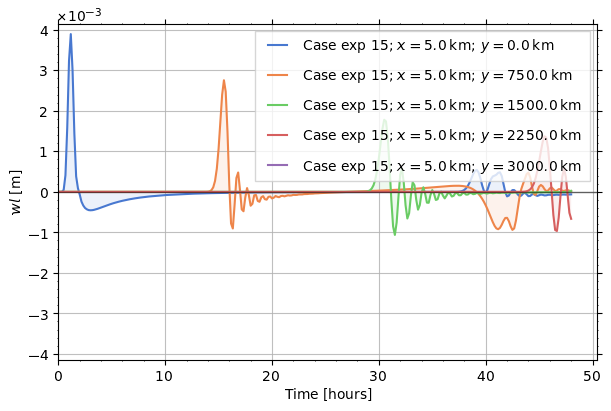 ×10⁻³
4
3
2
1
0
−1
−2
−3
−4
wl [m]
Case exp 15; x = 5.0 km; y = 0.0 km
Case exp 15; x = 5.0 km; y = 750.0 km
Case exp 15; x = 5.0 km; y = 1500.0 km
Case exp 15; x = 5.0 km; y = 2250.0 km
Case exp 15; x = 5.0 km; y = 3000.0 km
0 10 20 30 40 50
Time [hours]